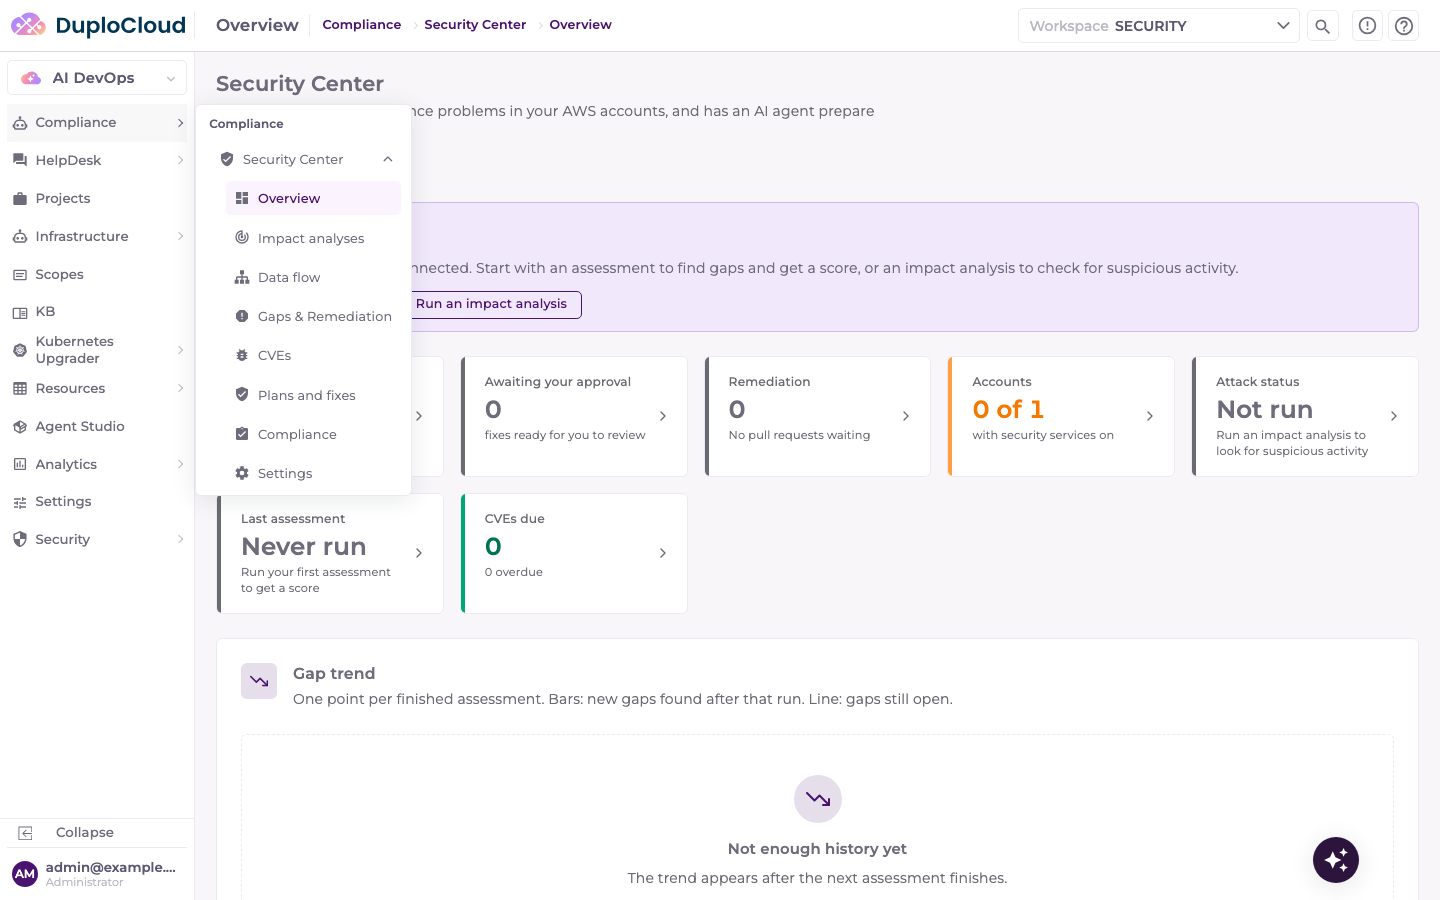 DuploCloud
Overview
Compliance
Security Center
Overview
Workspace SECURITY
AI DevOps
Compliance
HelpDesk
Projects
Infrastructure
Scopes
KB
Kubernetes
Upgrader
Resources
Agent Studio
Analytics
Settings
Security
Collapse
AM
admin@example....
Administrator
Compliance
Security Center
Overview
Impact analyses
Data flow
Gaps & Remediation
CVEs
Plans and fixes
Compliance
Settings
Security Center
problems in your AWS accounts, and has an AI agent prepare
Start with an assessment to find gaps and get a score, or an impact analysis to check for suspicious activity.
Run an impact analysis
Awaiting your approval
0
fixes ready for you to review
Remediation
0
No pull requests waiting
Accounts
0 of 1
with security services on
Attack status
Not run
Run an impact analysis to
look for suspicious activity
Last assessment
Never run
Run your first assessment
to get a score
CVEs due
0
0 overdue
Gap trend
One point per finished assessment. Bars: new gaps found after that run. Line: gaps still open.
Not enough history yet
The trend appears after the next assessment finishes.